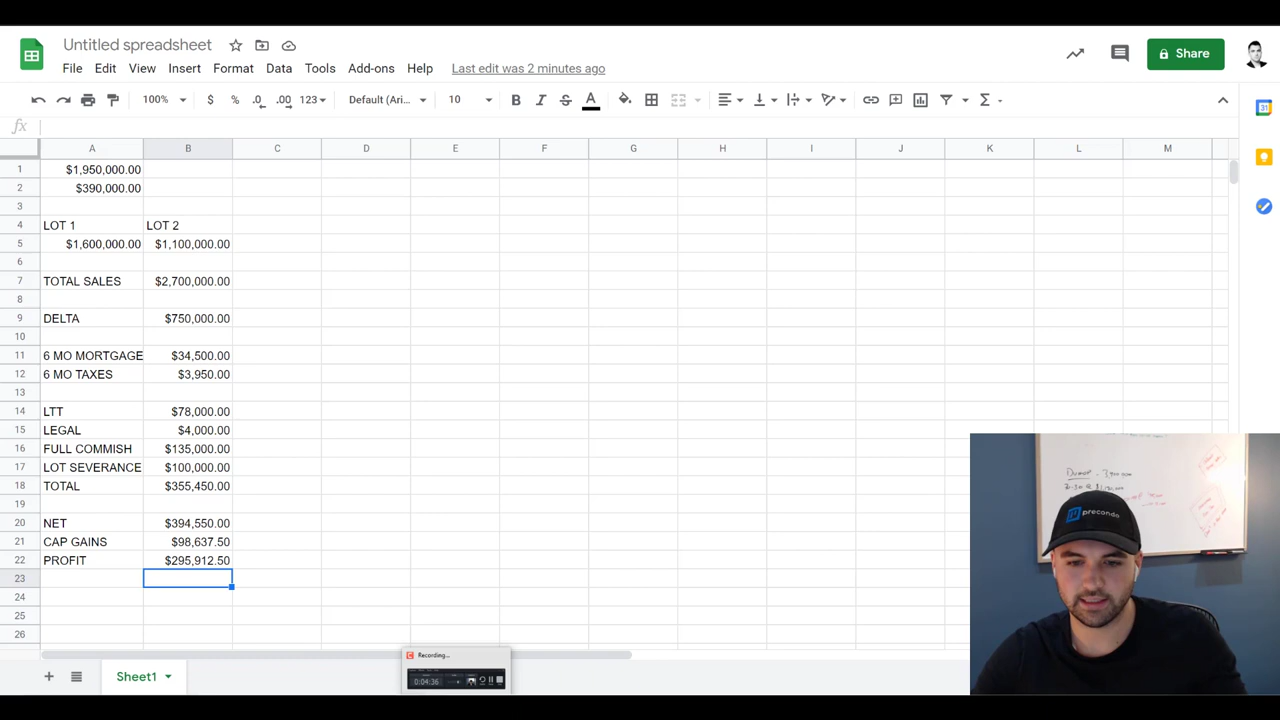 Untitled spreadsheet
File Edit View Insert Format Data Tools Add-ons Help Last edit was 2 minutes ago
Share
100% $ % .0 .00 123 Default (Ari... 10 B I S A
fx
31
A B C D E F G H I J K L M
1 $1,950,000.00
2 $390,000.00
3
4 LOT 1 LOT 2
5 $1,600,000.00 $1,100,000.00
6
7 TOTAL SALES $2,700,000.00
8
9 DELTA $750,000.00
10
11 6 MO MORTGAGE $34,500.00
12 6 MO TAXES $3,950.00
13
14 LTT $78,000.00
15 LEGAL $4,000.00
16 FULL COMMISH $135,000.00
17 LOT SEVERANCE $100,000.00
18 TOTAL $355,450.00
19
20 NET $394,550.00
21 CAP GAINS $98,637.50
22 PROFIT $295,912.50
23
24
25
26
precondo
Recording...
0:04:36
Sheet1